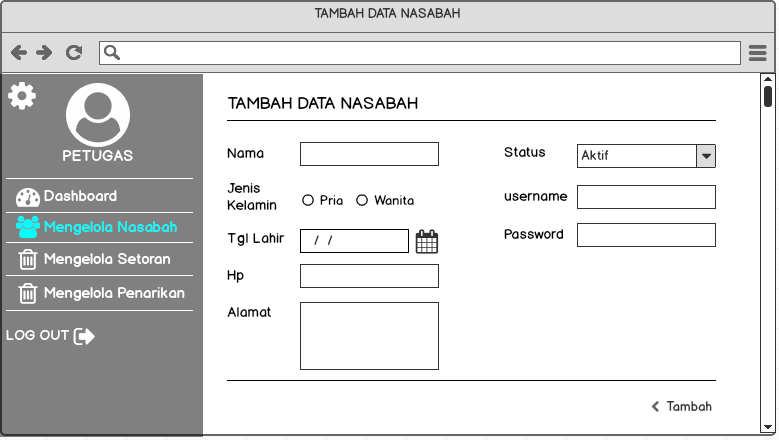 TAMBAH DATA NASABAH
PETUGAS
Dashboard
Mengelola Nasabah
Mengelola Setoran
Mengelola Penarikan
LOG OUT
TAMBAH DATA NASABAH
Nama
Jenis
Kelamin
Pria Wanita
Tgl Lahir / /
Hp
Alamat
Status Aktif
username
Password
Tambah